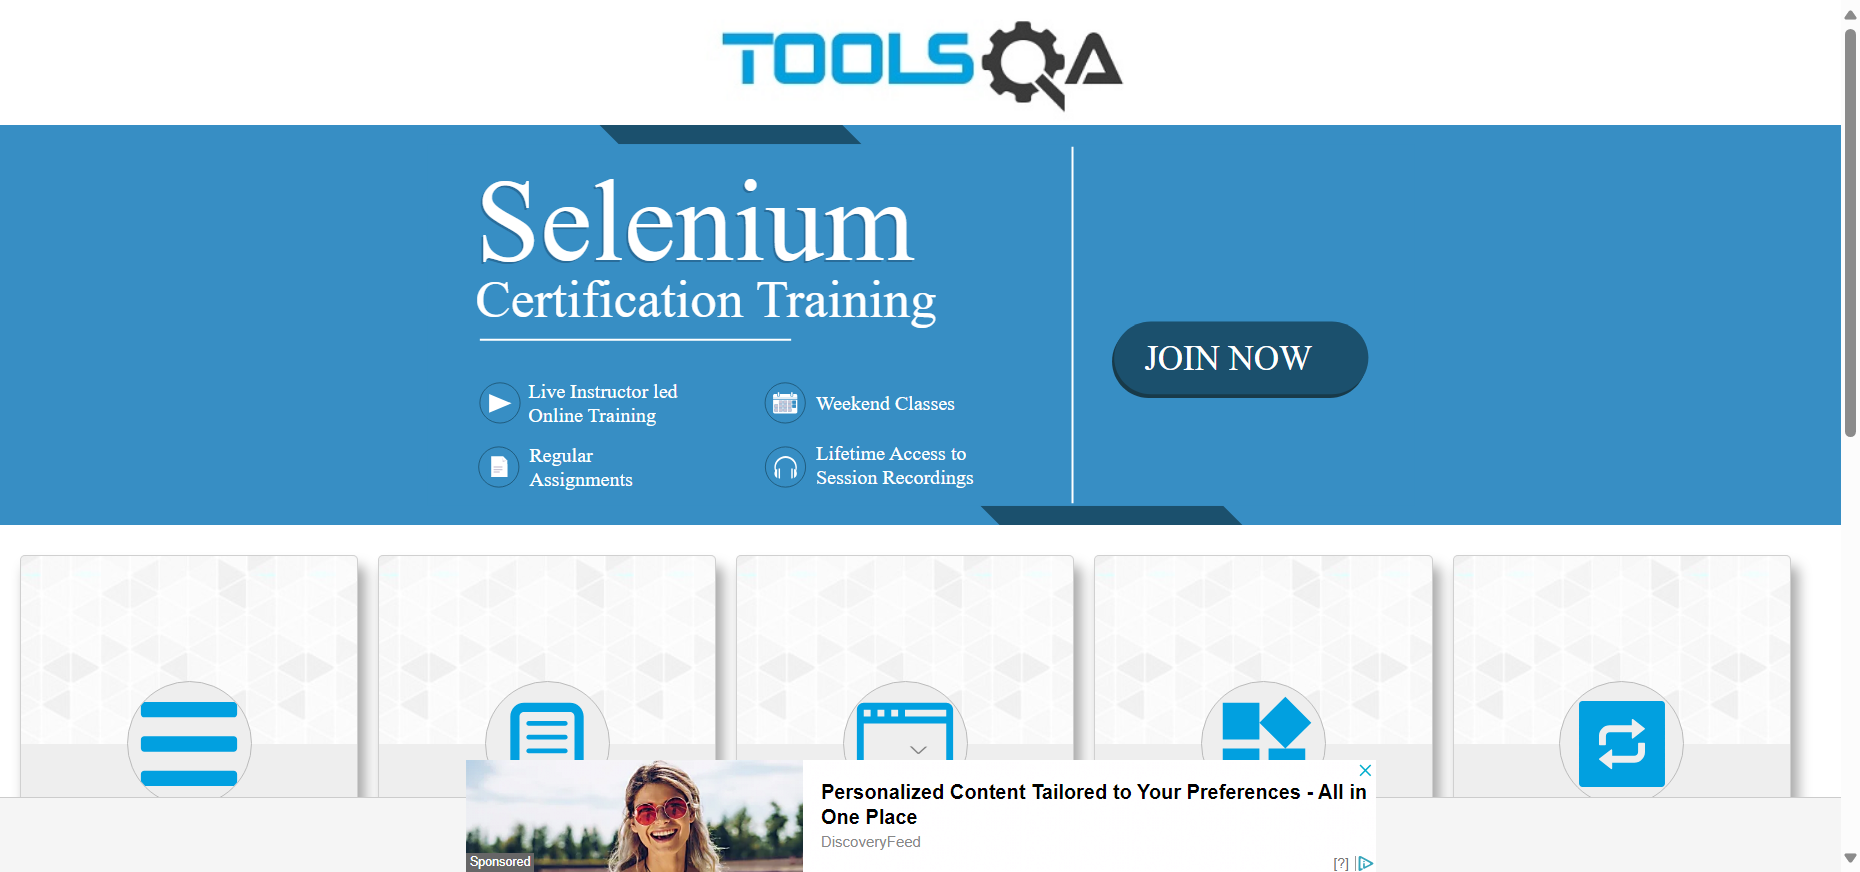 TOOLSQA
Selenium
Certification Training
Live Instructor led
Online Training
Weekend Classes
Regular
Assignments
Lifetime Access to
Session Recordings
JOIN NOW
Personalized Content Tailored to Your Preferences - All in
One Place
DiscoveryFeed
Sponsored
[?]